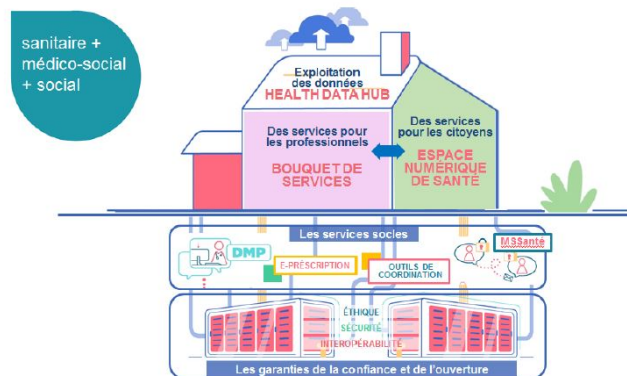 sanitaire +
médico-social
+ social
Exploitation
des données
HEALTH DATA HUB
Des services pour
les professionnels
BOUQUET DE
SERVICES
Des services
pour les citoyens
ESPACE
NUMÉRIQUE
DE SANTÉ
Les services socles
DMP
E-PRÉSCRIPTION
OUTILS DE
COORDINATION
MSSanté
ÉTHIQUE
SÉCURITÉ
INTEROPÉRABILITÉ
Les garanties de la confiance et de l'ouverture